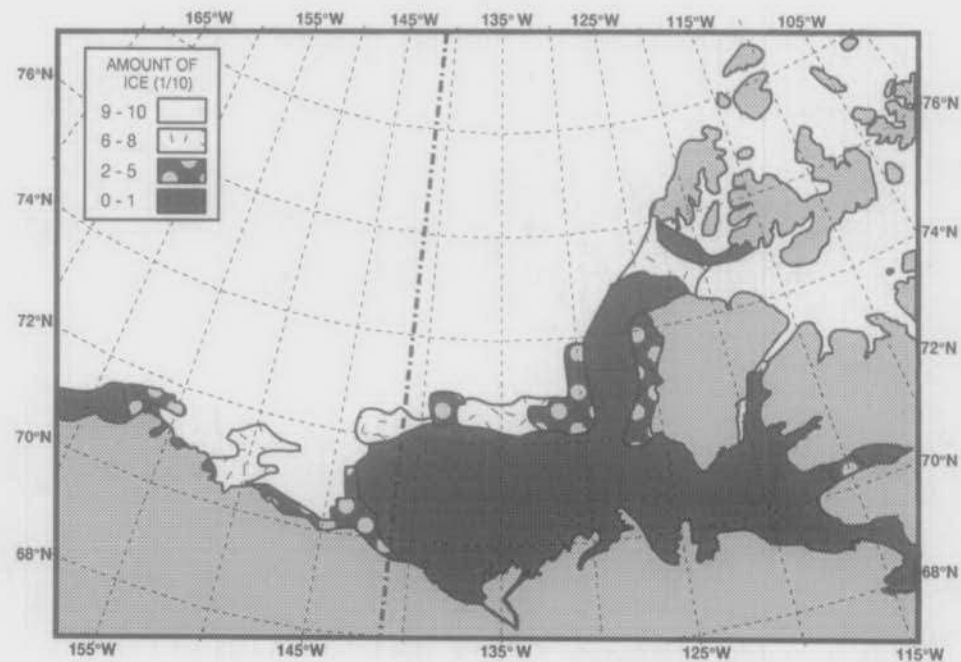 165°W 155°W 145°W 135°W 125°W 115°W 105°W
AMOUNT OF
ICE (1/10)
9 - 10
6 - 8
2 - 5
0 - 1
76°N 76°N
74°N 74°N
72°N 72°N
70°N 70°N
68°N 68°N
155°W 145°W 135°W 125°W 115°W